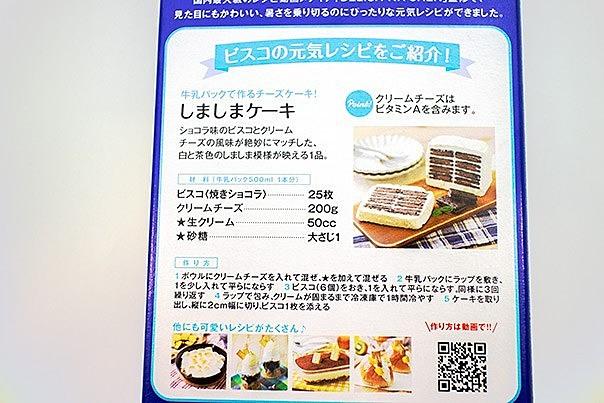 見た目にもかわいい、暑さを乗り切るのにぴったりな元気レシピができました。
ビスコの元気レシピをご紹介!
牛乳パックで作るチーズケーキ!
しましまケーキ
ショコラ味のビスコとクリーム
チーズの風味が絶妙にマッチした、
白と茶色のしましま模様が映える1品。
Point!
クリームチーズは
ビタミンAを含みます。
材 料 (牛乳パック500ml 1本分)
ビスコ〈焼きショコラ〉 25枚
クリームチーズ 200g
★生クリーム 50cc
★砂糖 大さじ1
作り方
1 ボウルにクリームチーズを入れて混ぜ、★を加えて混ぜる 2 牛乳パックにラップを敷き、
1を少し入れて平らにならす 3 ビスコ(6個)をおき、1を入れて平らにならす、同様に3回
繰り返す 4 ラップで包み、クリームが固まるまで冷凍庫で1時間冷やす 5 ケーキを取り
出し、縦に2cm幅に切り、ビスコ1枚を添える
他にも可愛いレシピがたくさん♪
\作り方は動画で!!/